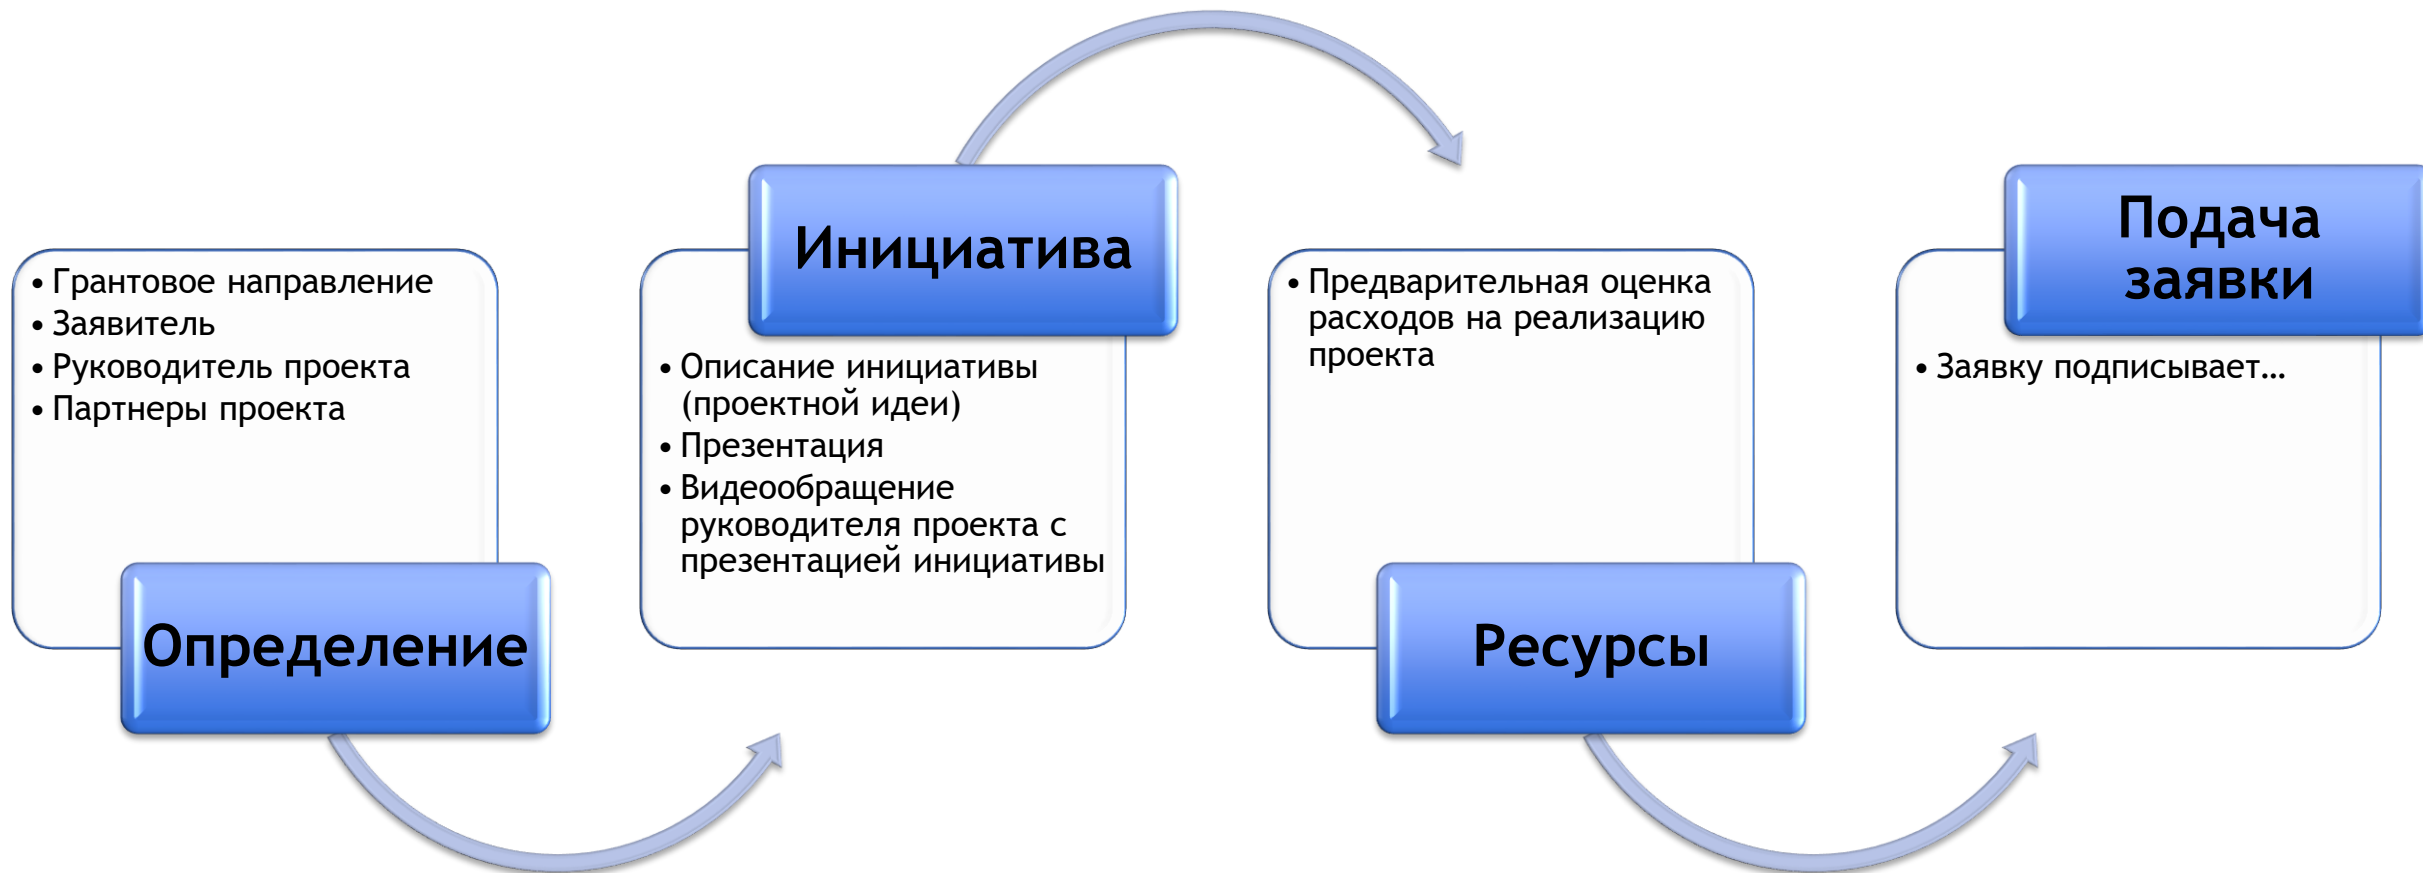 • Грантовое направление
• Заявитель
• Руководитель проекта
• Партнеры проекта
Определение
Инициатива
• Описание инициативы
(проектной идеи)
• Презентация
• Видеообращение
руководителя проекта с
презентацией инициативы
• Предварительная оценка
расходов на реализацию
проекта
Ресурсы
Подача
заявки
• Заявку подписывает…